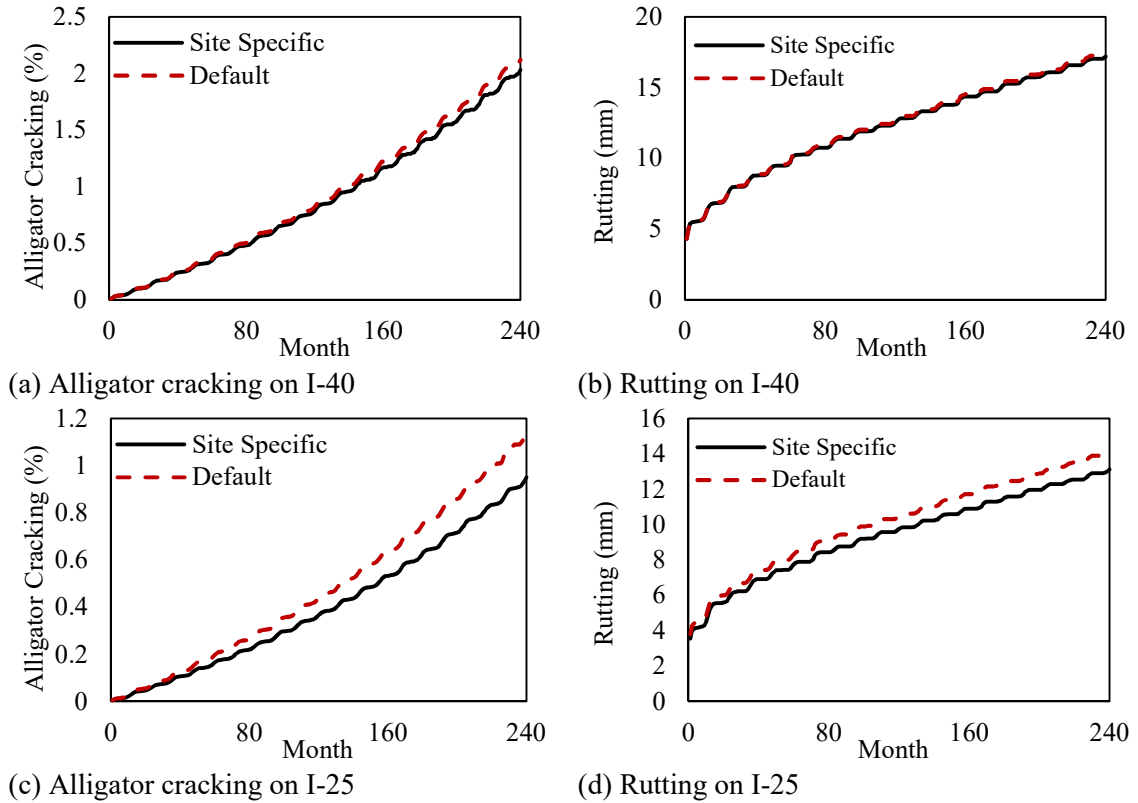 Alligator Cracking (%)
2.5
2
1.5
1
0.5
0
Site Specific
Default
0
80
160
240
Month
(a) Alligator cracking on I-40
Rutting (mm)
20
15
10
5
0
Site Specific
Default
0
80
160
240
Month
(b) Rutting on I-40
Alligator Cracking (%)
1.2
1
0.8
0.6
0.4
0.2
0
Site Specific
Default
0
80
160
240
Month
(c) Alligator cracking on I-25
Rutting (mm)
16
14
12
10
8
6
4
2
0
Site Specific
Default
0
80
160
240
Month
(d) Rutting on I-25